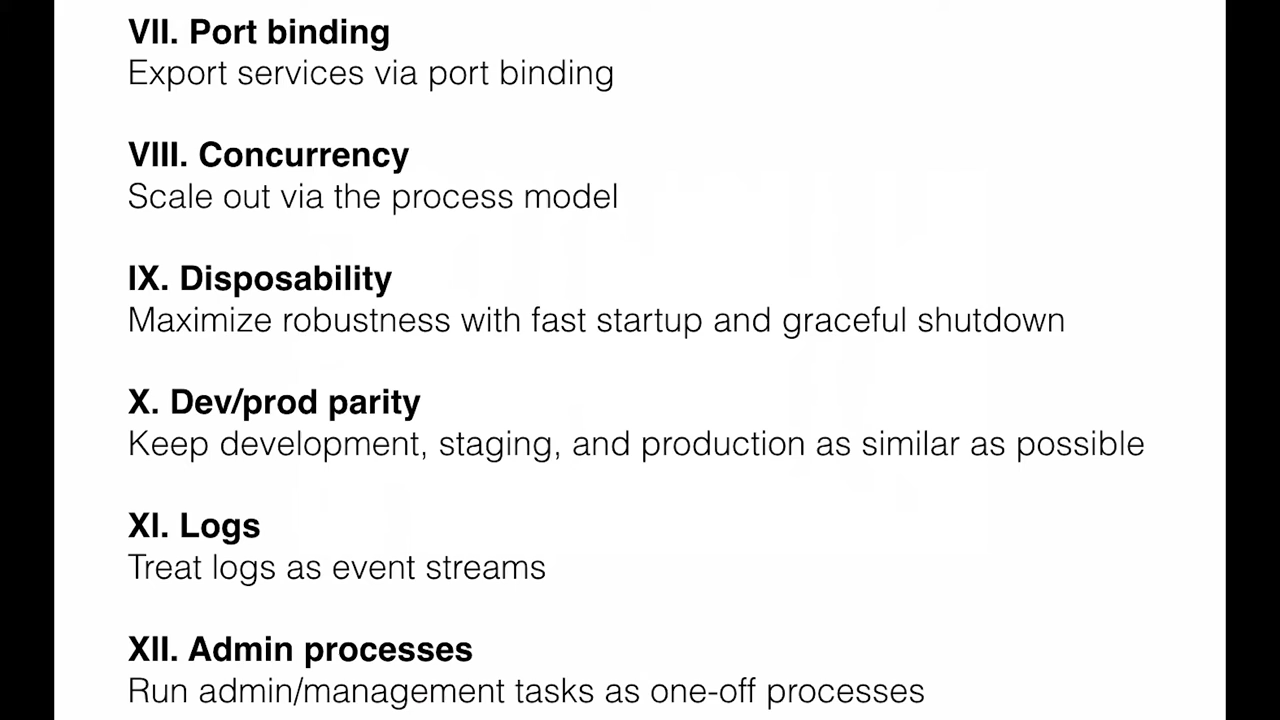 VII. Port binding
Export services via port binding
VIII. Concurrency
Scale out via the process model
IX. Disposability
Maximize robustness with fast startup and graceful shutdown
X. Dev/prod parity
Keep development, staging, and production as similar as possible
XI. Logs
Treat logs as event streams
XII. Admin processes
Run admin/management tasks as one-off processes